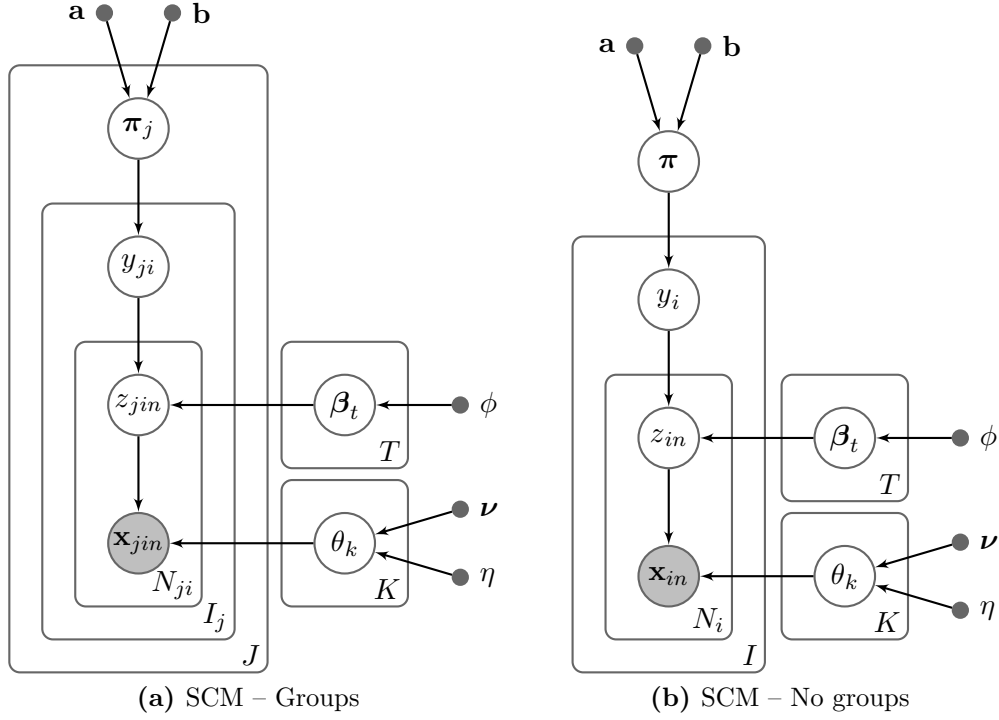 a b
π_j
y_ji
z_jin β_t ϕ
T
x_jin θ_k ν
η
N_ji K
I_j
J
(a) SCM – Groups
a b
π
y_i
z_in β_t ϕ
T
x_in θ_k ν
η
N_i K
I
(b) SCM – No groups